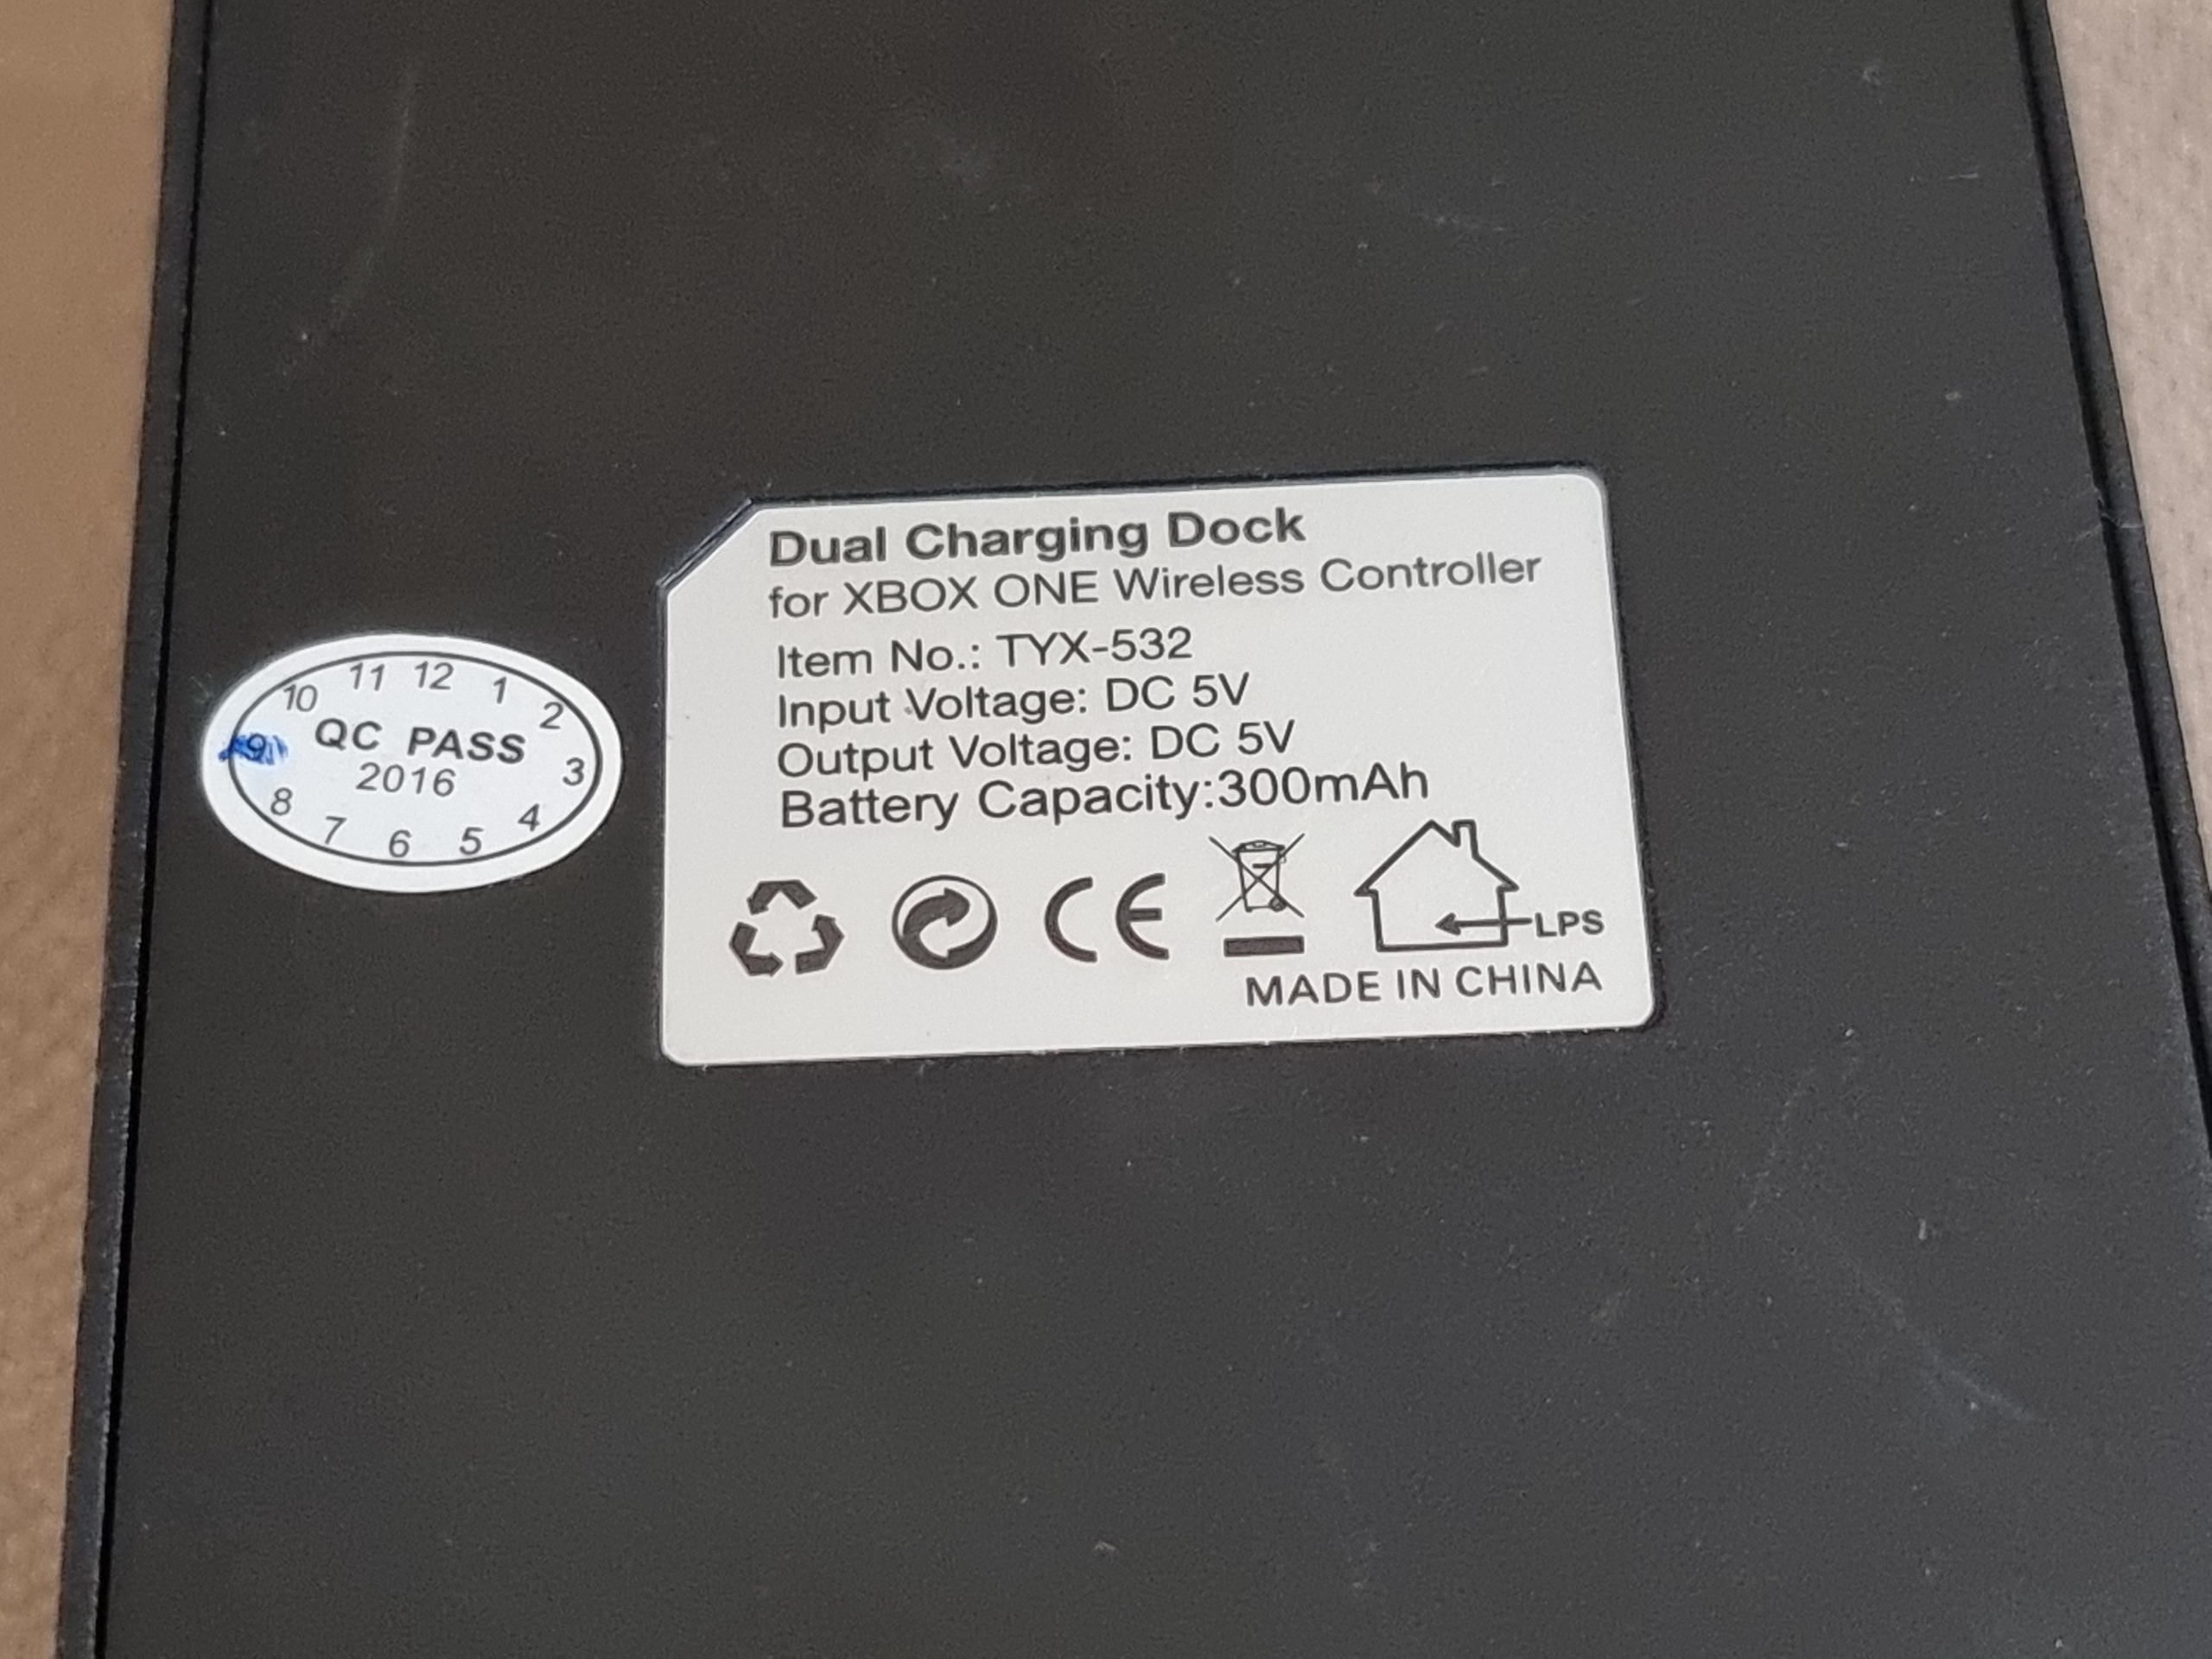 Dual Charging Dock
for XBOX ONE Wireless Controller
Item No.: TYX-532
Input Voltage: DC 5V
Output Voltage: DC 5V
Battery Capacity:300mAh
CE
LPS
MADE IN CHINA
10 11 12 1 2
9 QC PASS 3
2016
8 7 6 5 4